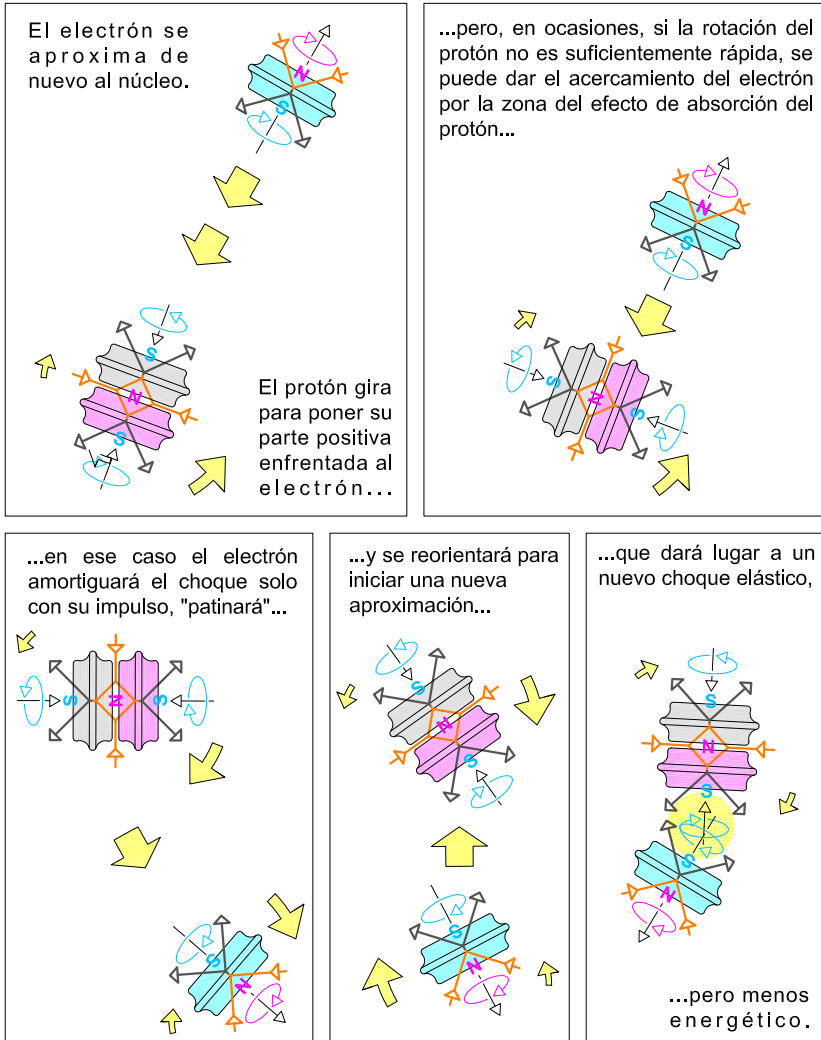 El electrón se
aproxima de
nuevo al núcleo.
N
S
S
N
S
El protón gira
para poner su
parte positiva
enfrentada al
electrón...
...pero, en ocasiones, si la rotación del
protón no es suficientemente rápida, se
puede dar el acercamiento del electrón
por la zona del efecto de absorción del
protón...
N
S
S
N
S
...en ese caso el electrón
amortiguará el choque solo
con su impulso, "patinará"...
S
N
S
S
N
...y se reorientará para
iniciar una nueva
aproximación...
S
N
S
S
N
...que dará lugar a un
nuevo choque elástico,
S
N
S
S
N
...pero menos
energético.